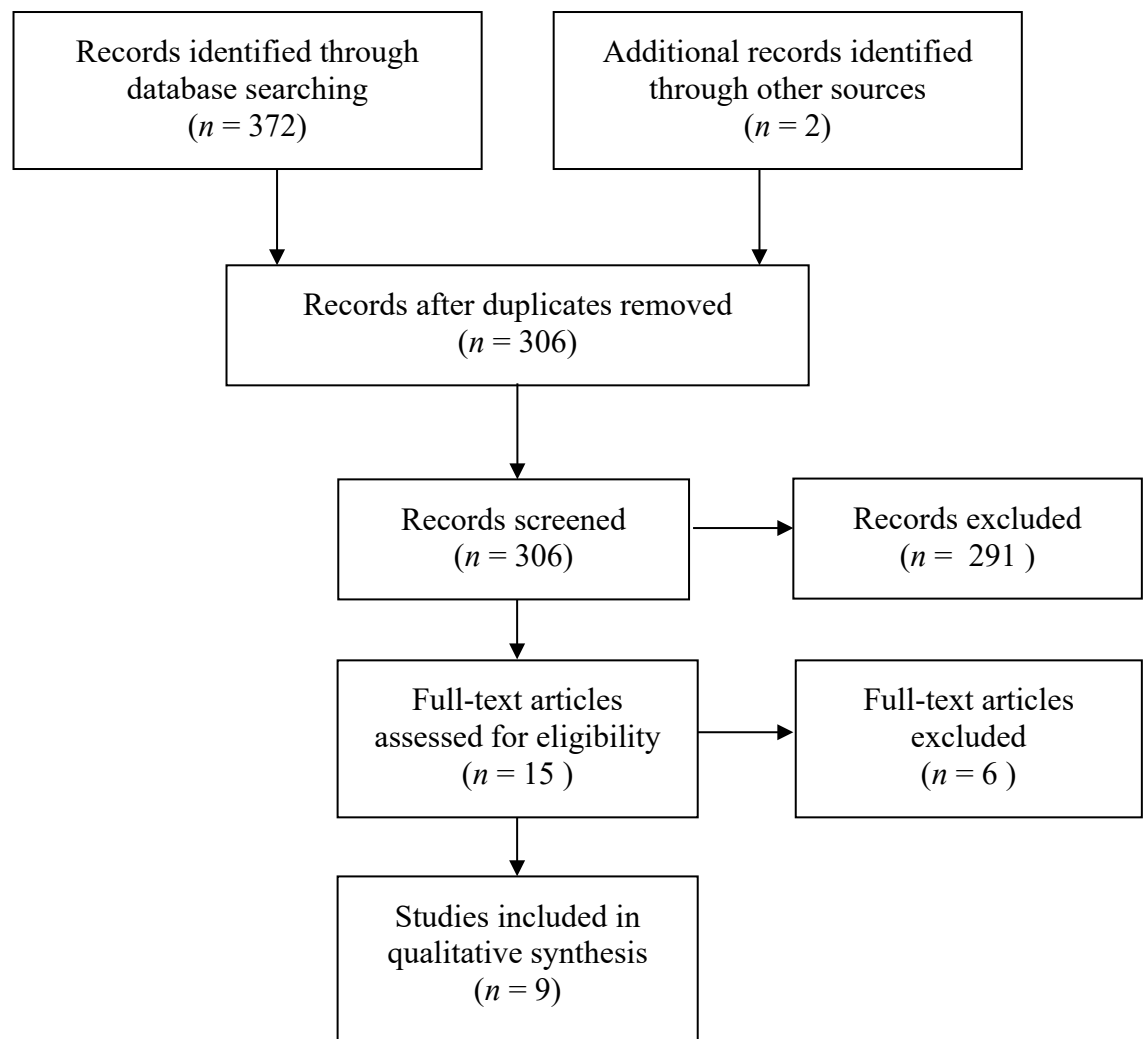 Records identified through
database searching
(n = 372)
Additional records identified
through other sources
(n = 2)
Records after duplicates removed
(n = 306)
Records screened
(n = 306)
Records excluded
(n =  291 )
Full-text articles
assessed for eligibility
(n = 15 )
Full-text articles
excluded
(n = 6 )
Studies included in
qualitative synthesis
(n = 9)